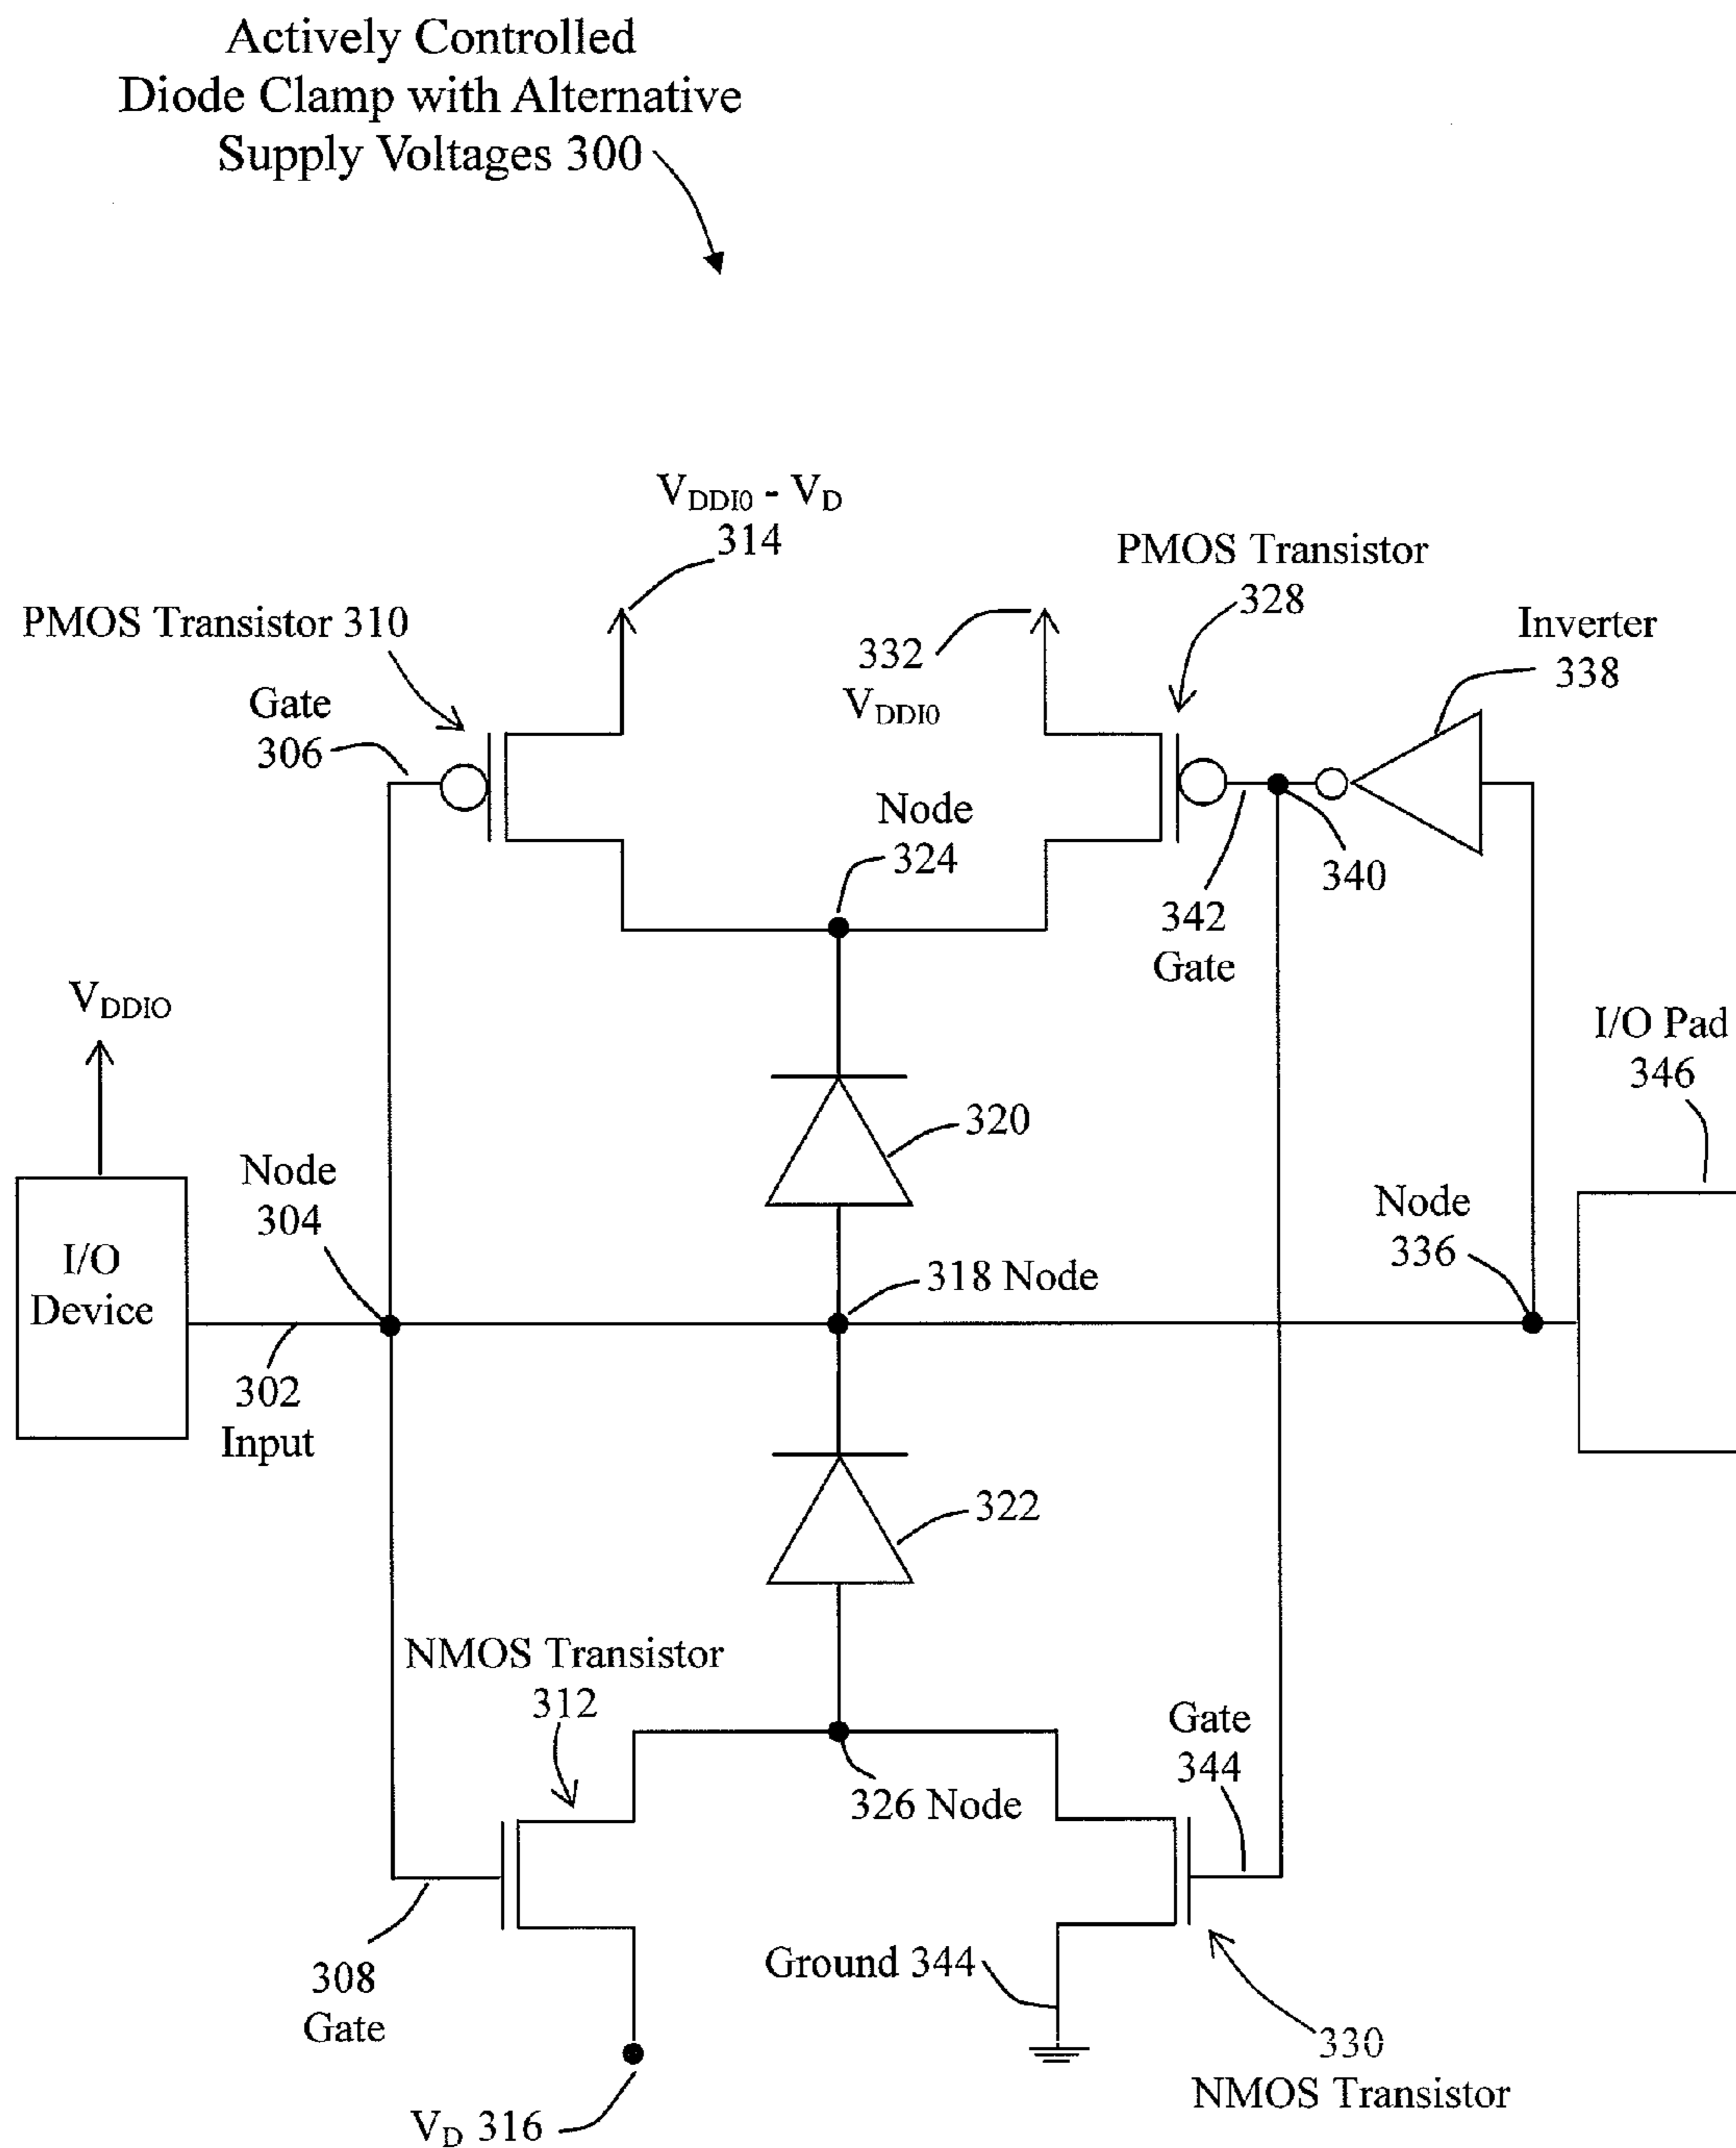 Actively Controlled
Diode Clamp with Alternative
Supply Voltages 300
VDDI0 - VD
314
PMOS Transistor
328
PMOS Transistor 310
332
VDDI0
Inverter
338
Gate
306
Node
324
340
342
Gate
VDDIO
I/O Pad
346
320
Node
304
Node
336
I/O
Device
318 Node
302
Input
322
NMOS Transistor
312
Gate
344
326 Node
308
Gate
Ground 344
330
NMOS Transistor
VD 316